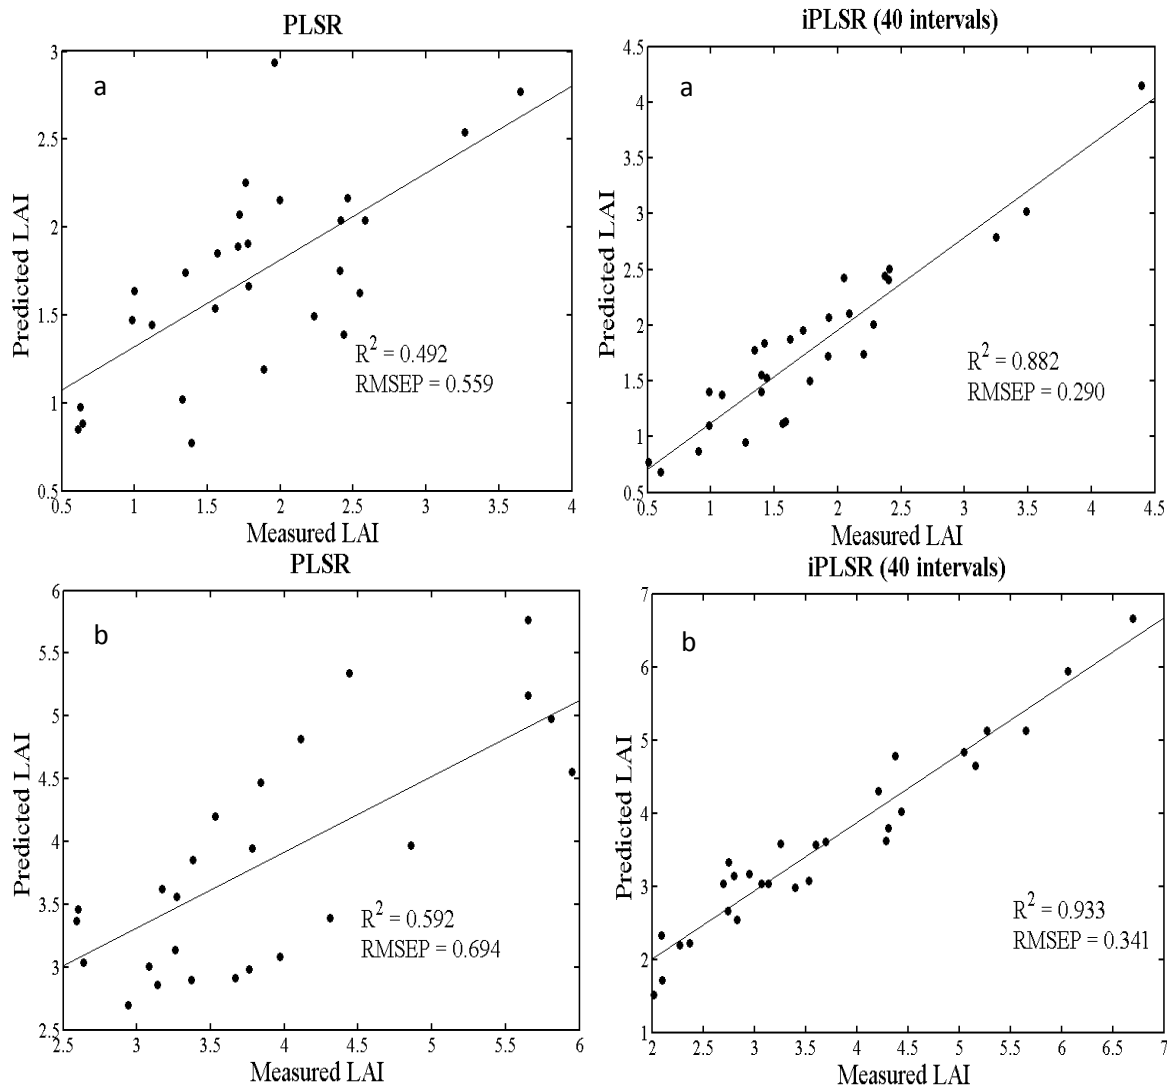 PLSR
a
3
2.5
2
1.5
1
0.5
Predicted LAI
R² = 0.492
RMSEP = 0.559
0.5 1 1.5 2 2.5 3 3.5 4
Measured LAI
iPLSR (40 intervals)
a
4.5
4
3.5
3
2.5
2
1.5
1
0.5
Predicted LAI
R² = 0.882
RMSEP = 0.290
0.5 1 1.5 2 2.5 3 3.5 4 4.5
Measured LAI
PLSR
b
6
5.5
5
4.5
4
3.5
3
2.5
Predicted LAI
R² = 0.592
RMSEP = 0.694
2.5 3 3.5 4 4.5 5 5.5 6
Measured LAI
iPLSR (40 intervals)
b
7
6
5
4
3
2
1
Predicted LAI
R² = 0.933
RMSEP = 0.341
2 2.5 3 3.5 4 4.5 5 5.5 6 6.5 7
Measured LAI